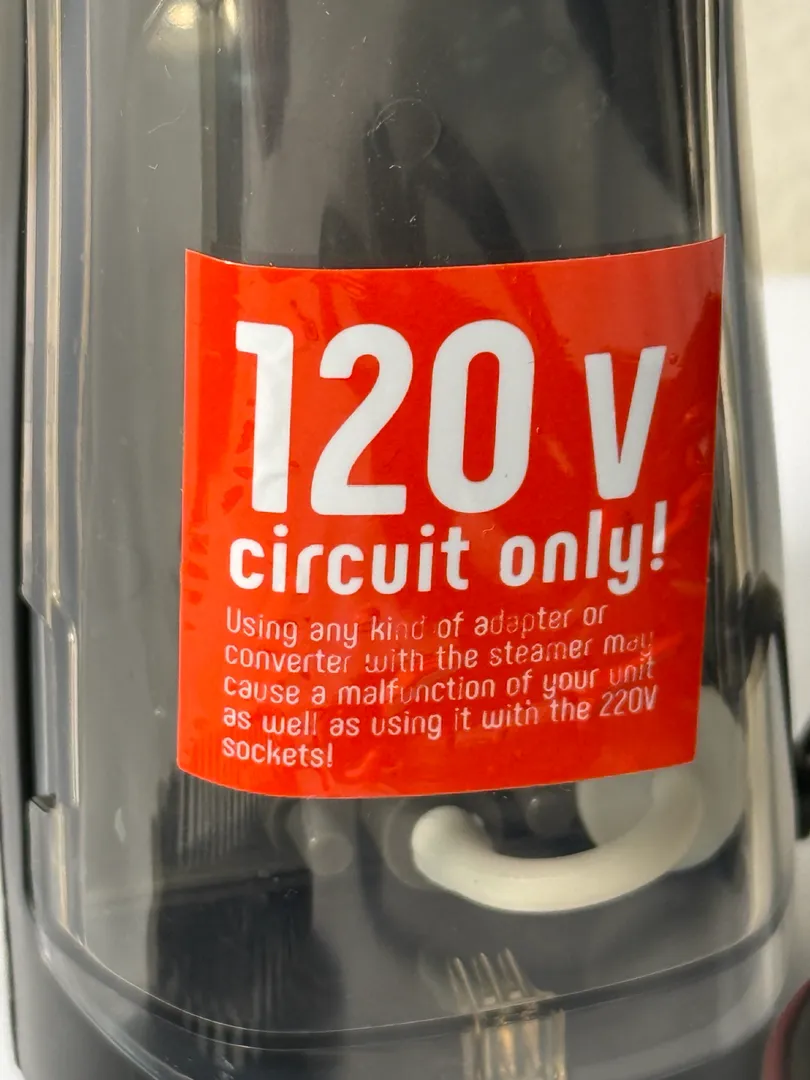 120 V
circuit only!
Using any kind of adapter or
converter with the steamer may
cause a malfunction of your unit
as well as using it with the 220V
sockets!